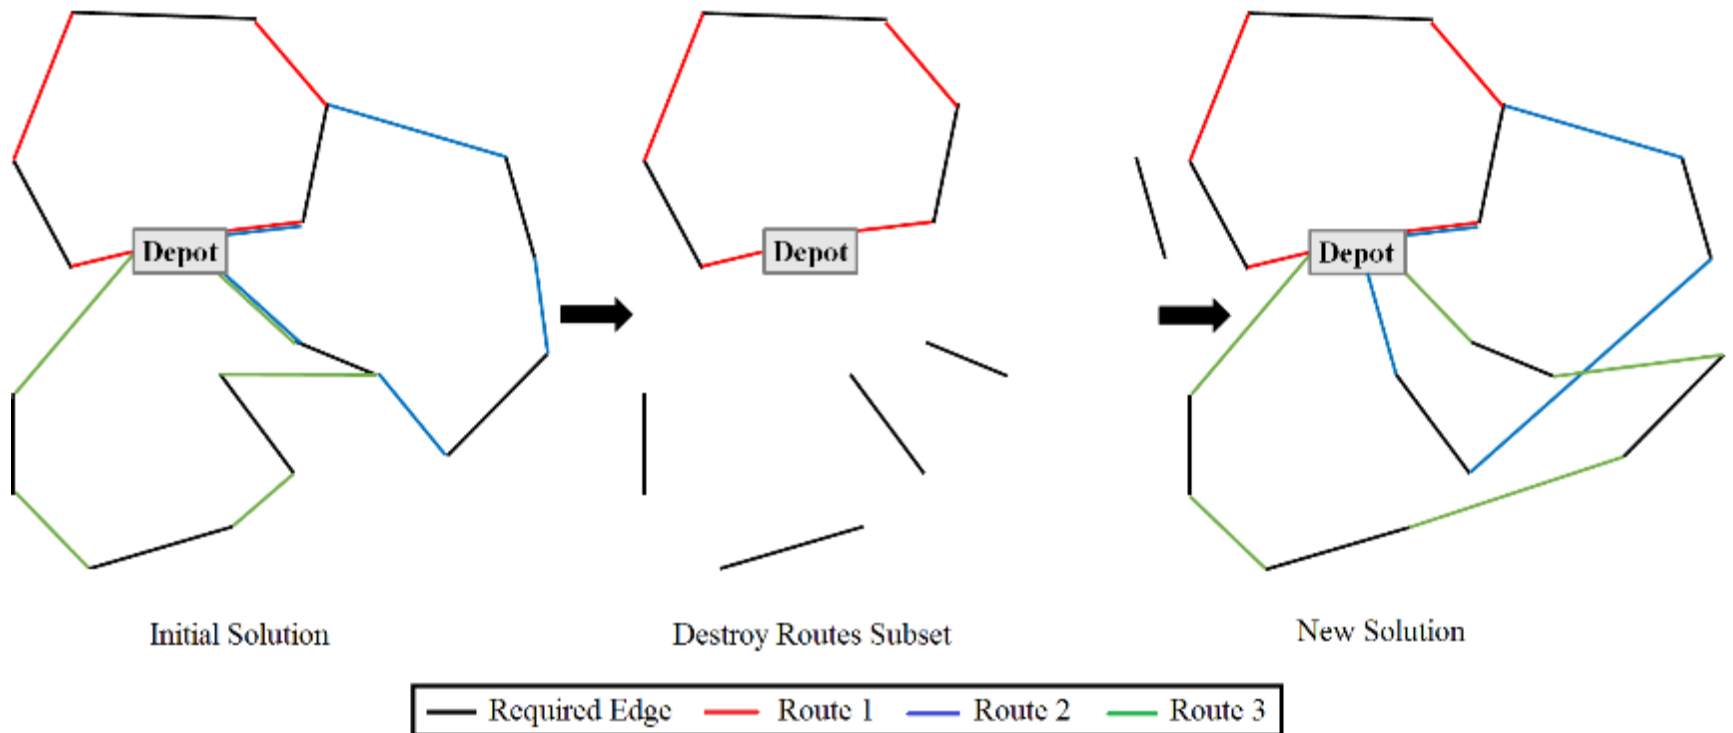 Depot
Depot
Depot
Initial Solution
Destroy Routes Subset
New Solution
Required Edge Route 1 Route 2 Route 3